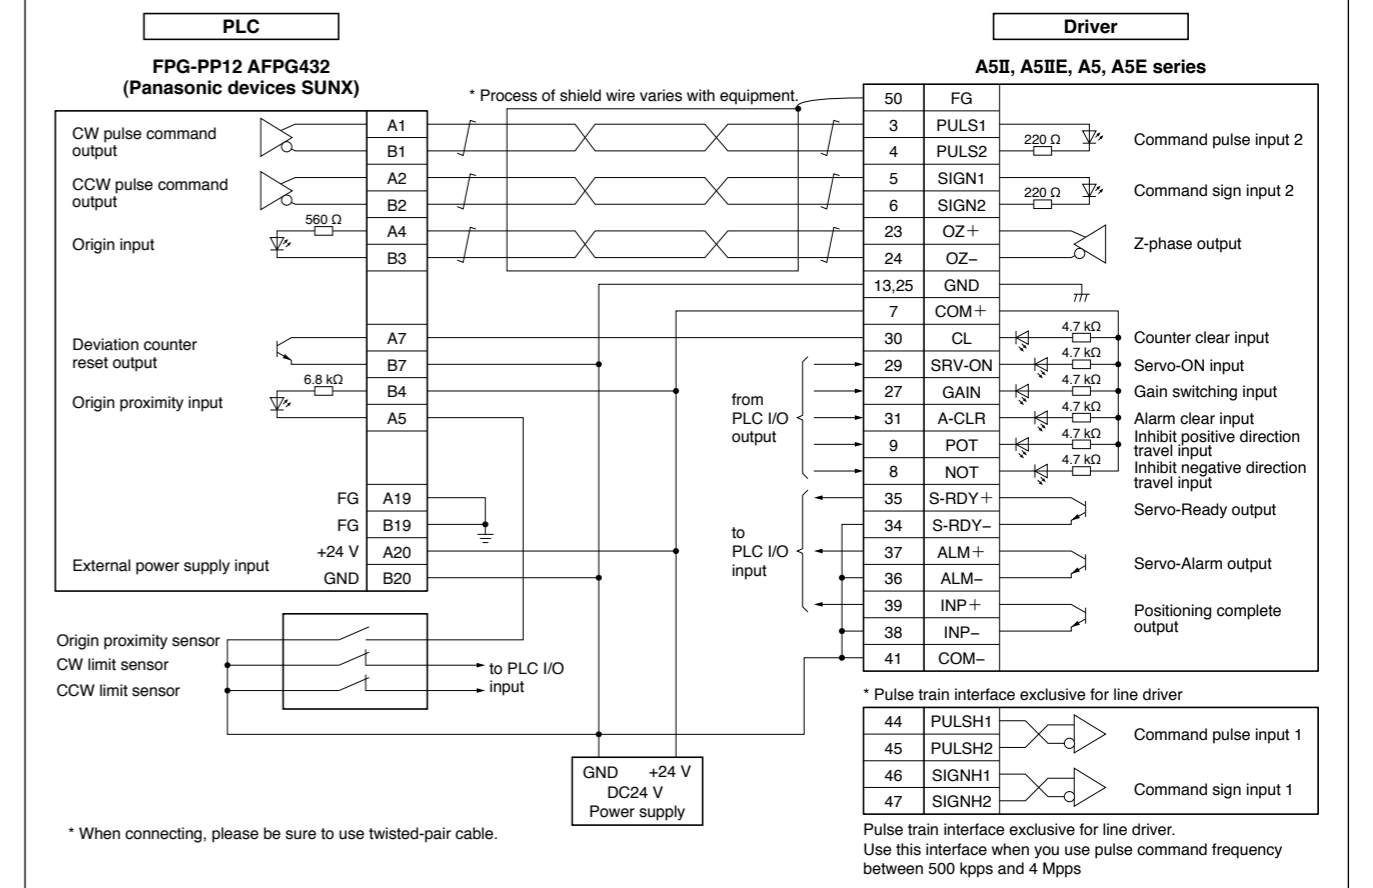 PLC
Driver
FPG-PP12 AFPG432
(Panasonic devices SUNX)
A5II, A5IIE, A5, A5E series
* Process of shield wire varies with equipment.
CW pulse command
output
A1
B1
CCW pulse command
output
A2
B2
560 Ω
Origin input
A4
B3
Deviation counter
reset output
A7
B7
6.8 kΩ
Origin proximity input
B4
A5
FG A19
FG B19
+24 V A20
External power supply input
GND B20
Origin proximity sensor
CW limit sensor
CCW limit sensor
to PLC I/O
input
GND +24 V
DC24 V
Power supply
* When connecting, please be sure to use twisted-pair cable.
from
PLC I/O
output
to
PLC I/O
input
50 FG
3 PULS1
4 PULS2
220 Ω
Command pulse input 2
5 SIGN1
6 SIGN2
220 Ω
Command sign input 2
23 OZ+
24 OZ−
Z-phase output
13,25 GND
7 COM+
30 CL 4.7 kΩ Counter clear input
29 SRV-ON 4.7 kΩ Servo-ON input
27 GAIN 4.7 kΩ Gain switching input
31 A-CLR 4.7 kΩ Alarm clear input
9 POT 4.7 kΩ Inhibit positive direction
travel input
8 NOT 4.7 kΩ Inhibit negative direction
travel input
35 S-RDY+
34 S-RDY−
Servo-Ready output
37 ALM+
36 ALM−
Servo-Alarm output
39 INP+
38 INP−
Positioning complete
output
41 COM−
* Pulse train interface exclusive for line driver
44 PULSH1
45 PULSH2
Command pulse input 1
46 SIGNH1
47 SIGNH2
Command sign input 1
Pulse train interface exclusive for line driver.
Use this interface when you use pulse command frequency
between 500 kpps and 4 Mpps